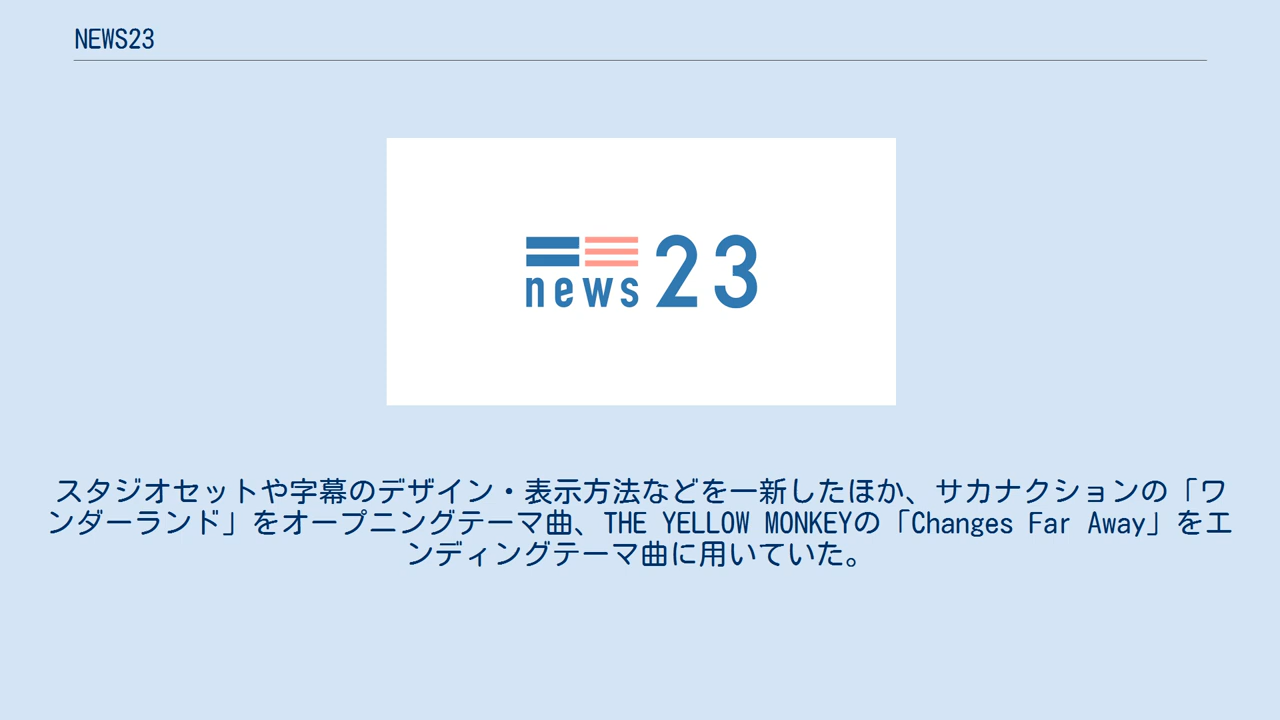 NEWS23
news 23
スタジオセットや字幕のデザイン・表示方法などを一新したほか、サカナクションの「ワ
ンダーランド」をオープニングテーマ曲、THE YELLOW MONKEYの「Changes Far Away」をエ
ンディングテーマ曲に用いていた。